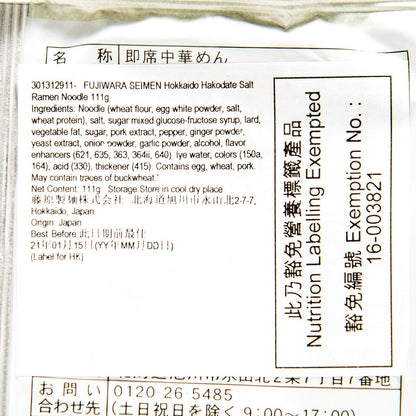 名 称 即席中華めん
301312911- FUJIWARA SEIMEN Hokkaido Hakodate Salt
Ramen Noodle 111g
Ingredients: Noodle (wheat flour, egg white powder, salt,
wheat protein), salt, sugar mixed glucose-fructose syrup, lard,
vegetable fat, sugar, pork extract, pepper, ginger powder,
yeast extract, onion powder, garlic powder, alcohol, flavor
enhancers (621, 635, 363, 364ii, 640) lye water, colors (150a,
164), acid (330), thickener (415). Contains egg, wheat, pork.
May contain traces of buckwheat.'
Net Content: 111g Storage:Store in cool dry place
藤原製麺株式会社 北海道旭川市永山北2-7-7,
Hokkaido, Japan
Origin: Japan
Best Before 此日期前最佳
21年01月15日(YY年MM月DD日)
(Label for HK)
此乃豁免營養標籤產品
Nutrition Labelling Exempted
豁免編號 Exemption No.:
16-003821
お 問 い 0120-26-5485
合わせ先 (土日祝日を除く 9:00~17:00)